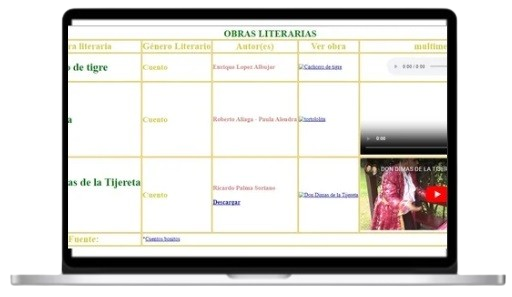 OBRAS LITERARIAS
ra literaria Género Literario Autor(es) Ver obra multime
o de tigre Cuento Enrique Lopez Albujar Cachorro de tigre 0:00 / 0:00
a Cuento Roberto Aliaga - Paula Alendra
0:00
as de la Tijereta Cuento Ricardo Palma Soriano Don Dimas de la Tijereta DON DIMAS DE LA TIJER
Descargar
Fuente: *Cuentos bonitos